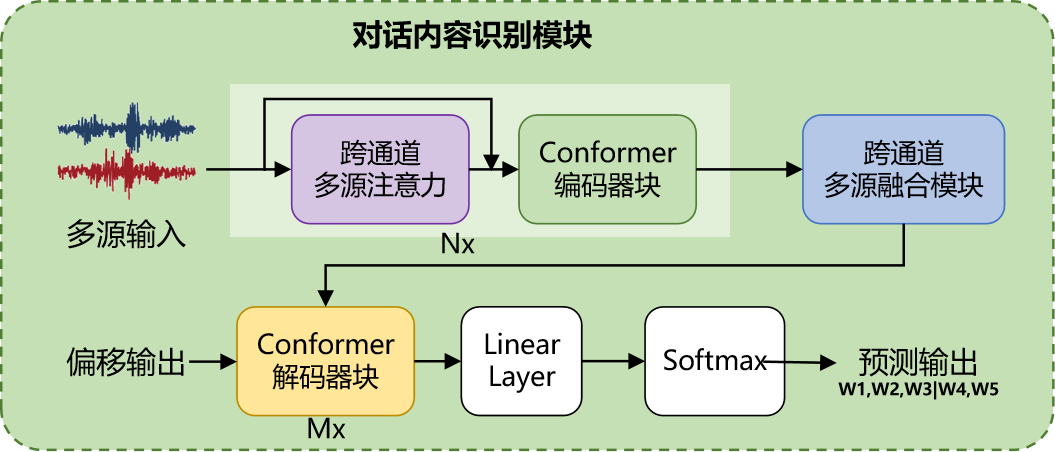 对话内容识别模块
跨通道
多源注意力
Conformer
编码器块
跨通道
多源融合模块
多源输入
Nx
偏移输出
Conformer
解码器块
Linear
Layer
Softmax
预测输出
W1,W2,W3|W4,W5
Mx